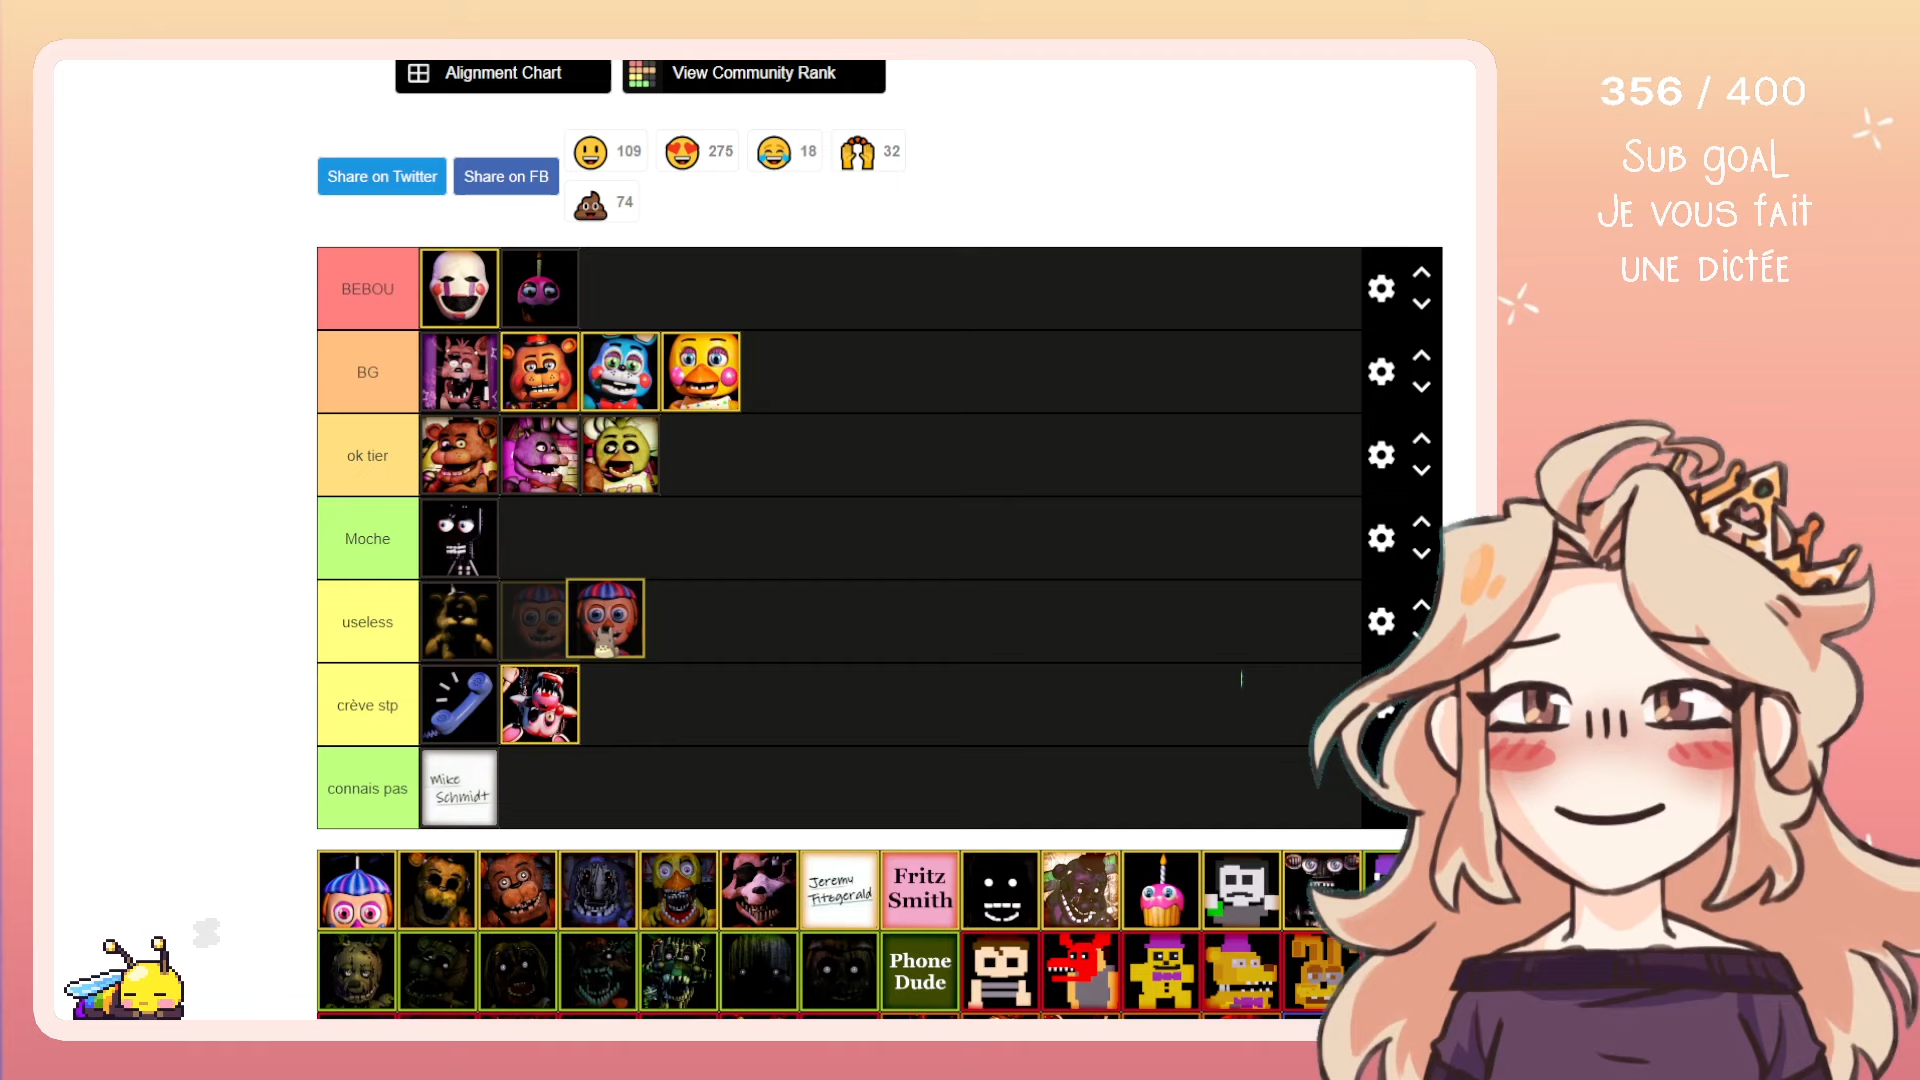 Alignment Chart
View Community Rank
356 / 400
SUB GOAL
JE VOUS FAIT
UNE DICTÉE
Share on Twitter
Share on FB
109
275
18
32
74
BEBOU
BG
ok tier
Moche
useless
crève stp
connais pas
Mike
Schmidt
Jeremy
Fitzgerald
Fritz
Smith
Phone
Dude